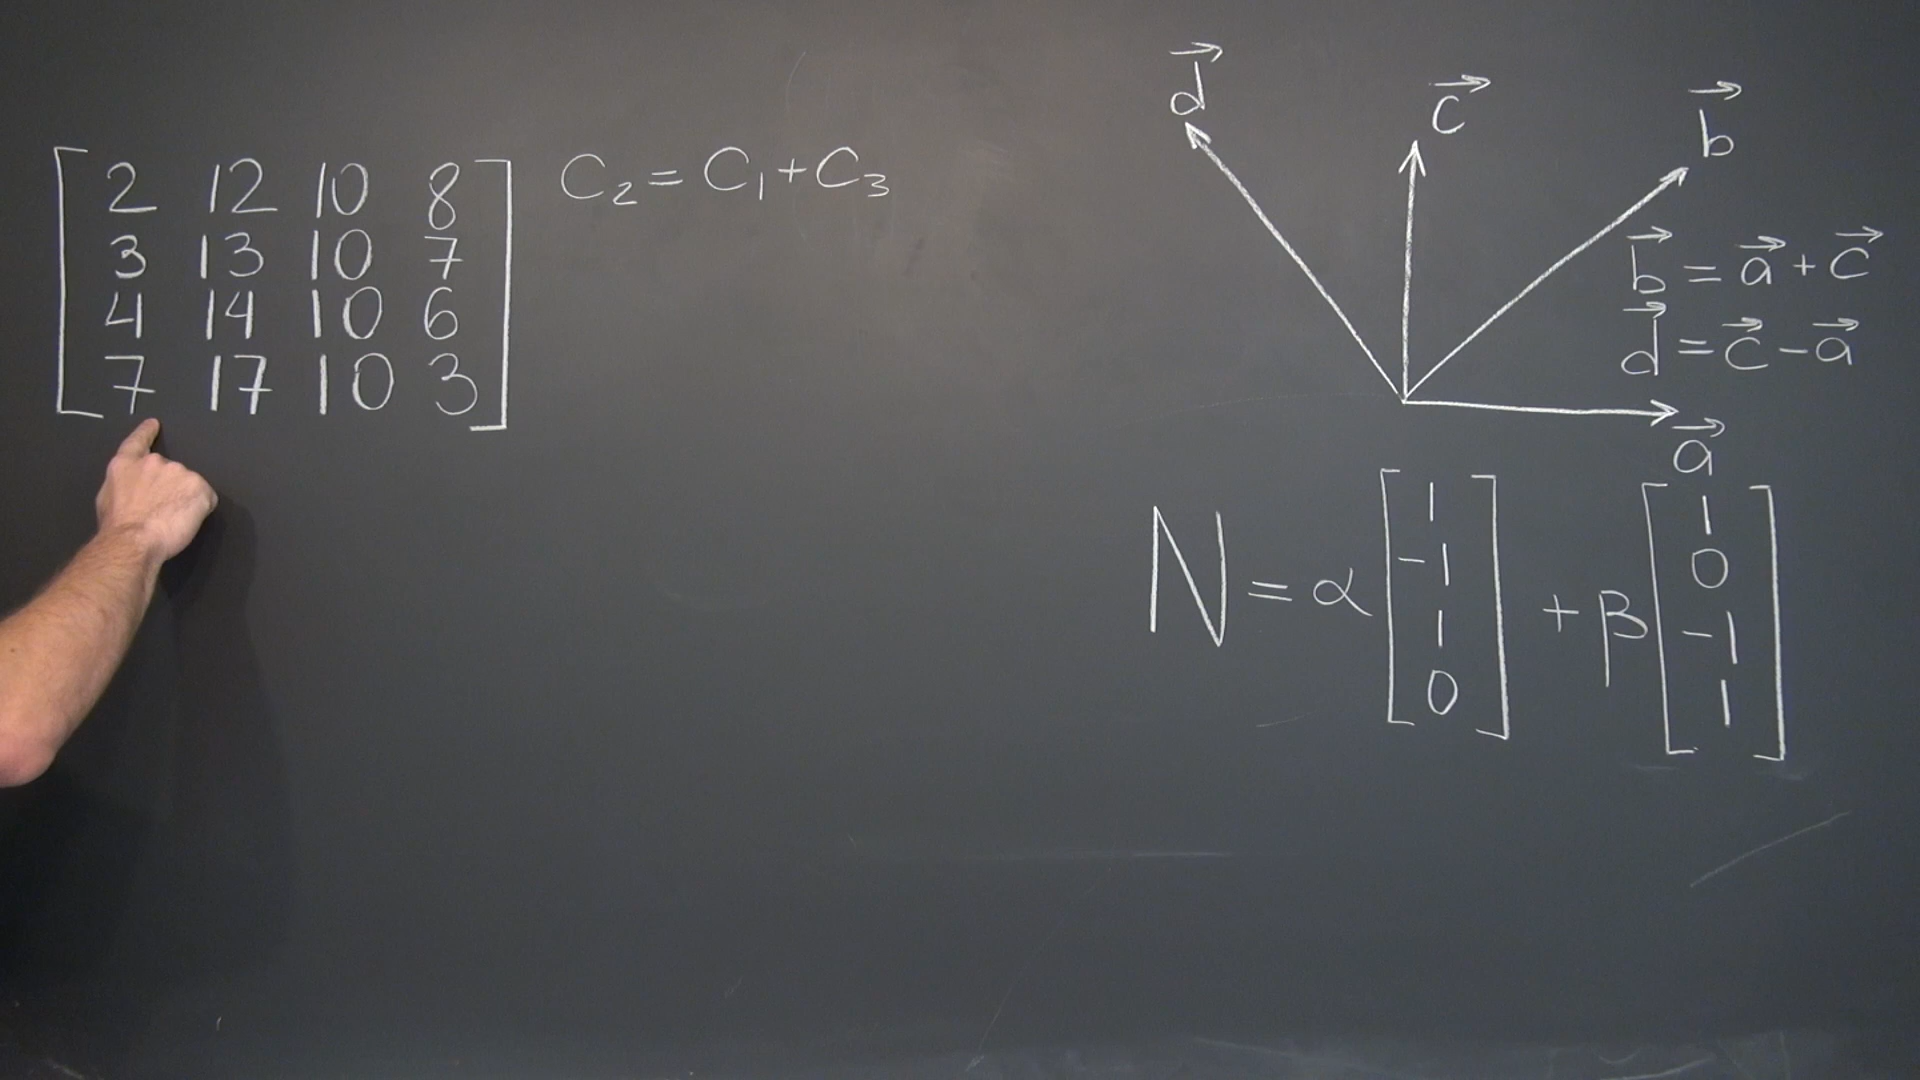 2 12 10 8
3 13 10 7
4 14 10 6
7 17 10 3
C₂ = C₁ + C₃
d⃗
c⃗
b⃗
b⃗ = a⃗ + c⃗
d⃗ = c⃗ − a⃗
a⃗
N = α [1 −1 1 0] + β [1 0 −1 1]